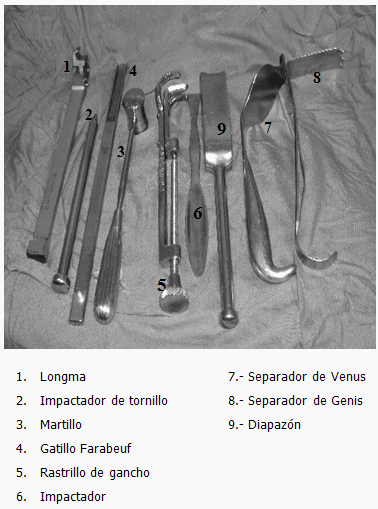 1
4
2
8
9
7
3
6
5
1. Longma
2. Impactador de tornillo
3. Martillo
4. Gatillo Farabeuf
5. Rastrillo de gancho
6. Impactador
7.- Separador de Venus
8.- Separador de Genis
9.- Diapazón